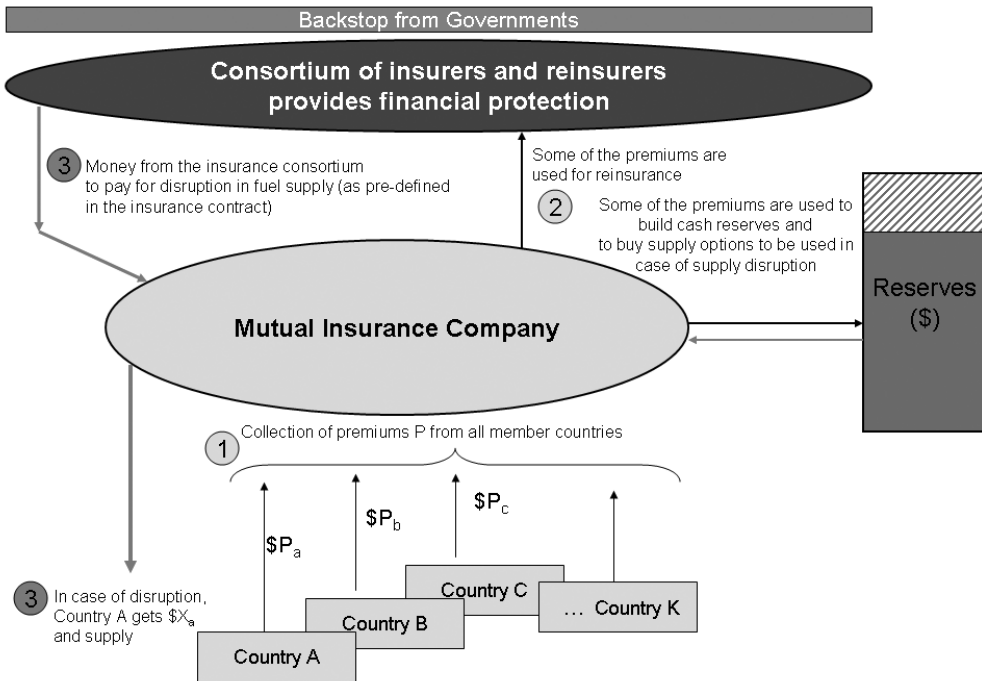 Backstop from Governments
Consortium of insurers and reinsurers
provides financial protection
3
Money from the insurance consortium
to pay for disruption in fuel supply (as pre-defined
in the insurance contract)
Some of the premiums are
used for reinsurance
2
Some of the premiums are used to
build cash reserves and
to buy supply options to be used in
case of supply disruption
Reserves
($)
Mutual Insurance Company
1
Collection of premiums P from all member countries
$Pa
$Pb
$Pc
3
In case of disruption,
Country A gets $Xa
and supply
Country A
Country B
Country C
... Country K